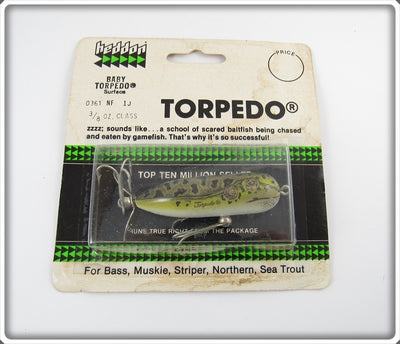 heddon
PRICE
BABY
TORPEDO®
Surface
0361 NF 1J
3/8 OZ. CLASS
TORPEDO®
zzzz; sounds like...a school of scared baitfish being chased
and eaten by gamefish. That's why it's so successful!
TOP TEN MILLION SELLER
Torpedo®
RUNS TRUE RIGHT FROM THE PACKAGE
For Bass, Muskie, Striper, Northern, Sea Trout